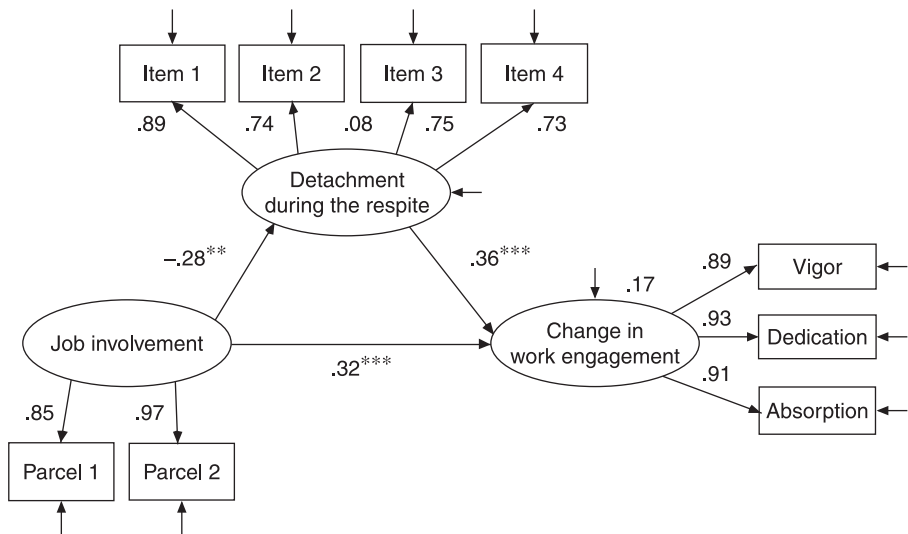 Item 1
Item 2
Item 3
Item 4
.89
.74
.08
.75
.73
Detachment
during the respite
–.28**
.36***
.17
.89
Vigor
Job involvement
.32***
Change in
work engagement
.93
Dedication
.91
Absorption
.85
.97
Parcel 1
Parcel 2